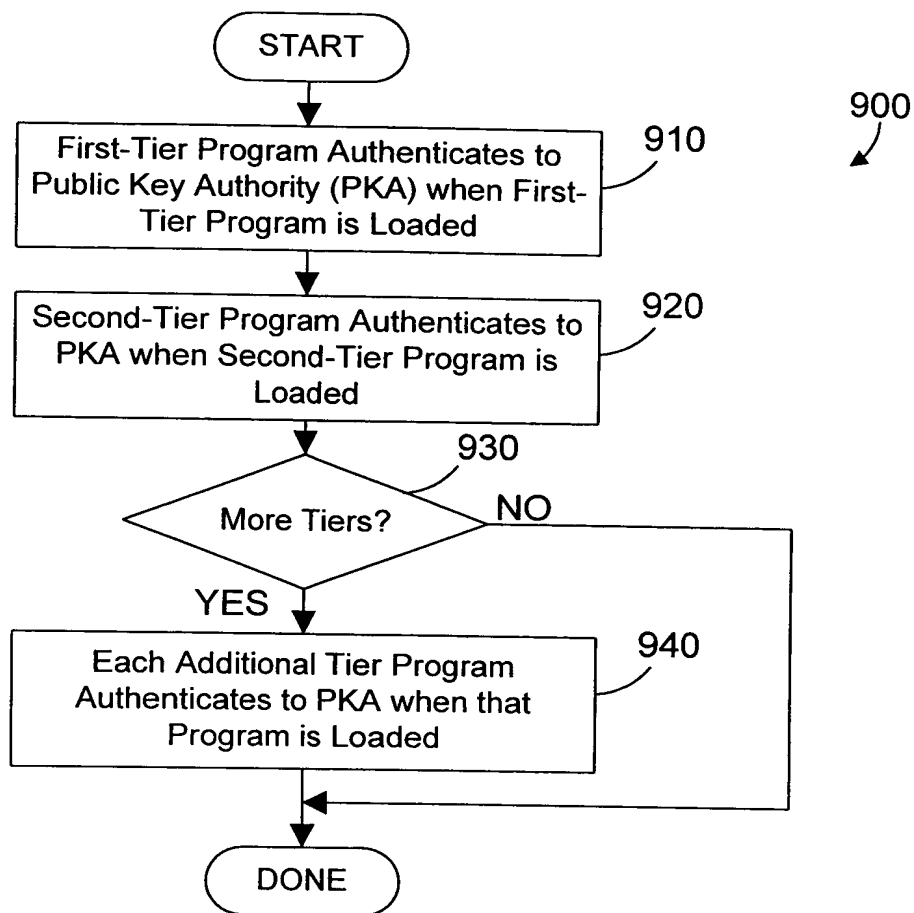 START
900
First-Tier Program Authenticates to
Public Key Authority (PKA) when First-
Tier Program is Loaded
910
Second-Tier Program Authenticates to
PKA when Second-Tier Program is
Loaded
920
930
More Tiers?
NO
YES
Each Additional Tier Program
Authenticates to PKA when that
Program is Loaded
940
DONE